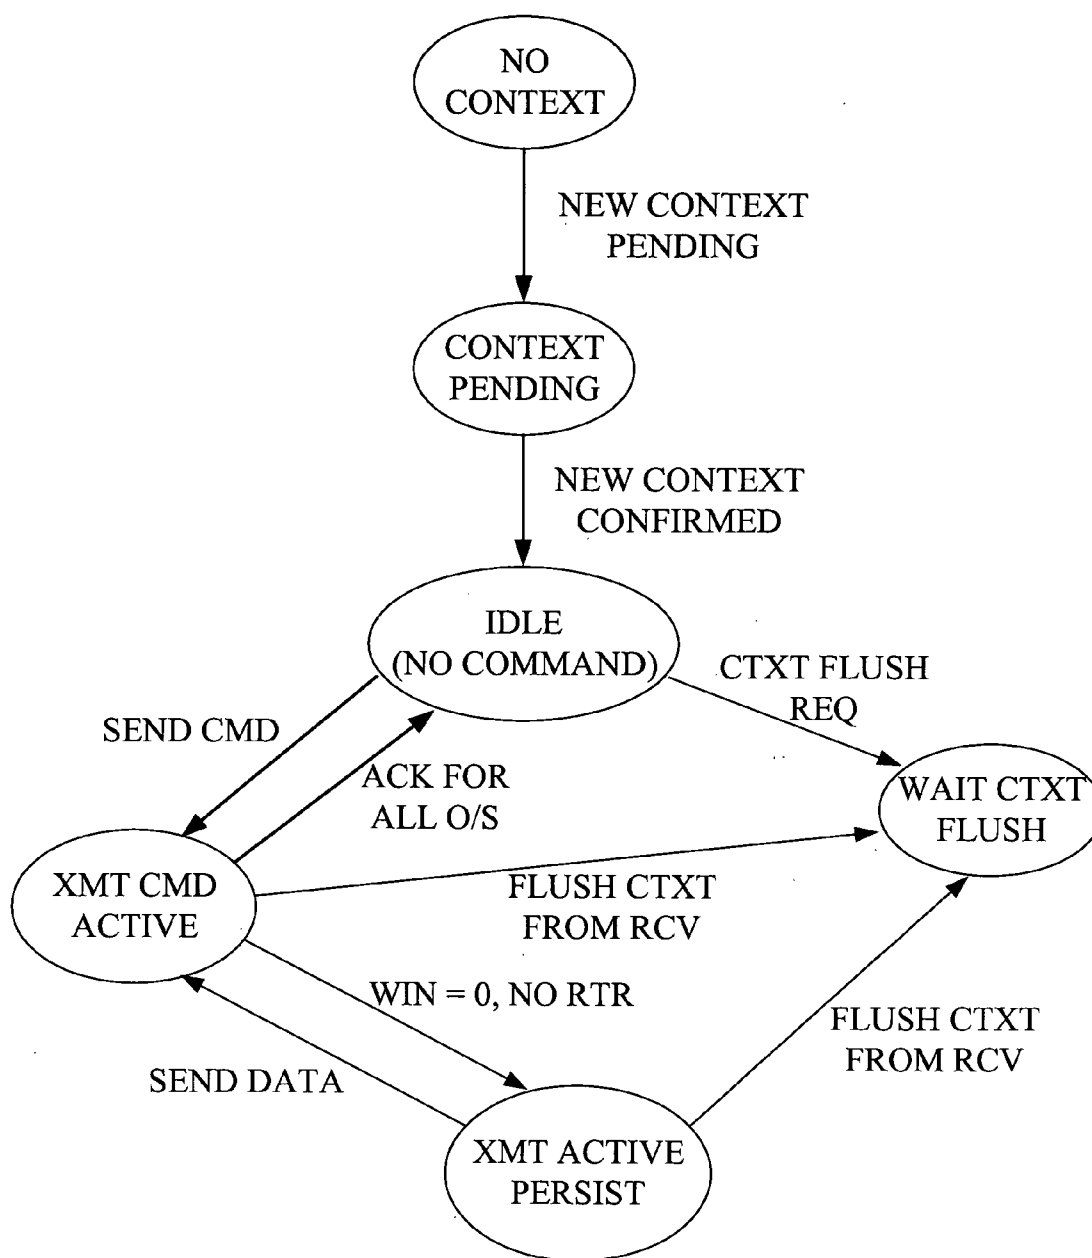 NO
CONTEXT
NEW CONTEXT
PENDING
CONTEXT
PENDING
NEW CONTEXT
CONFIRMED
IDLE
(NO COMMAND)
CTXT FLUSH
REQ
SEND CMD
ACK FOR
ALL O/S
WAIT CTXT
FLUSH
XMT CMD
ACTIVE
FLUSH CTXT
FROM RCV
WIN = 0, NO RTR
FLUSH CTXT
FROM RCV
SEND DATA
XMT ACTIVE
PERSIST